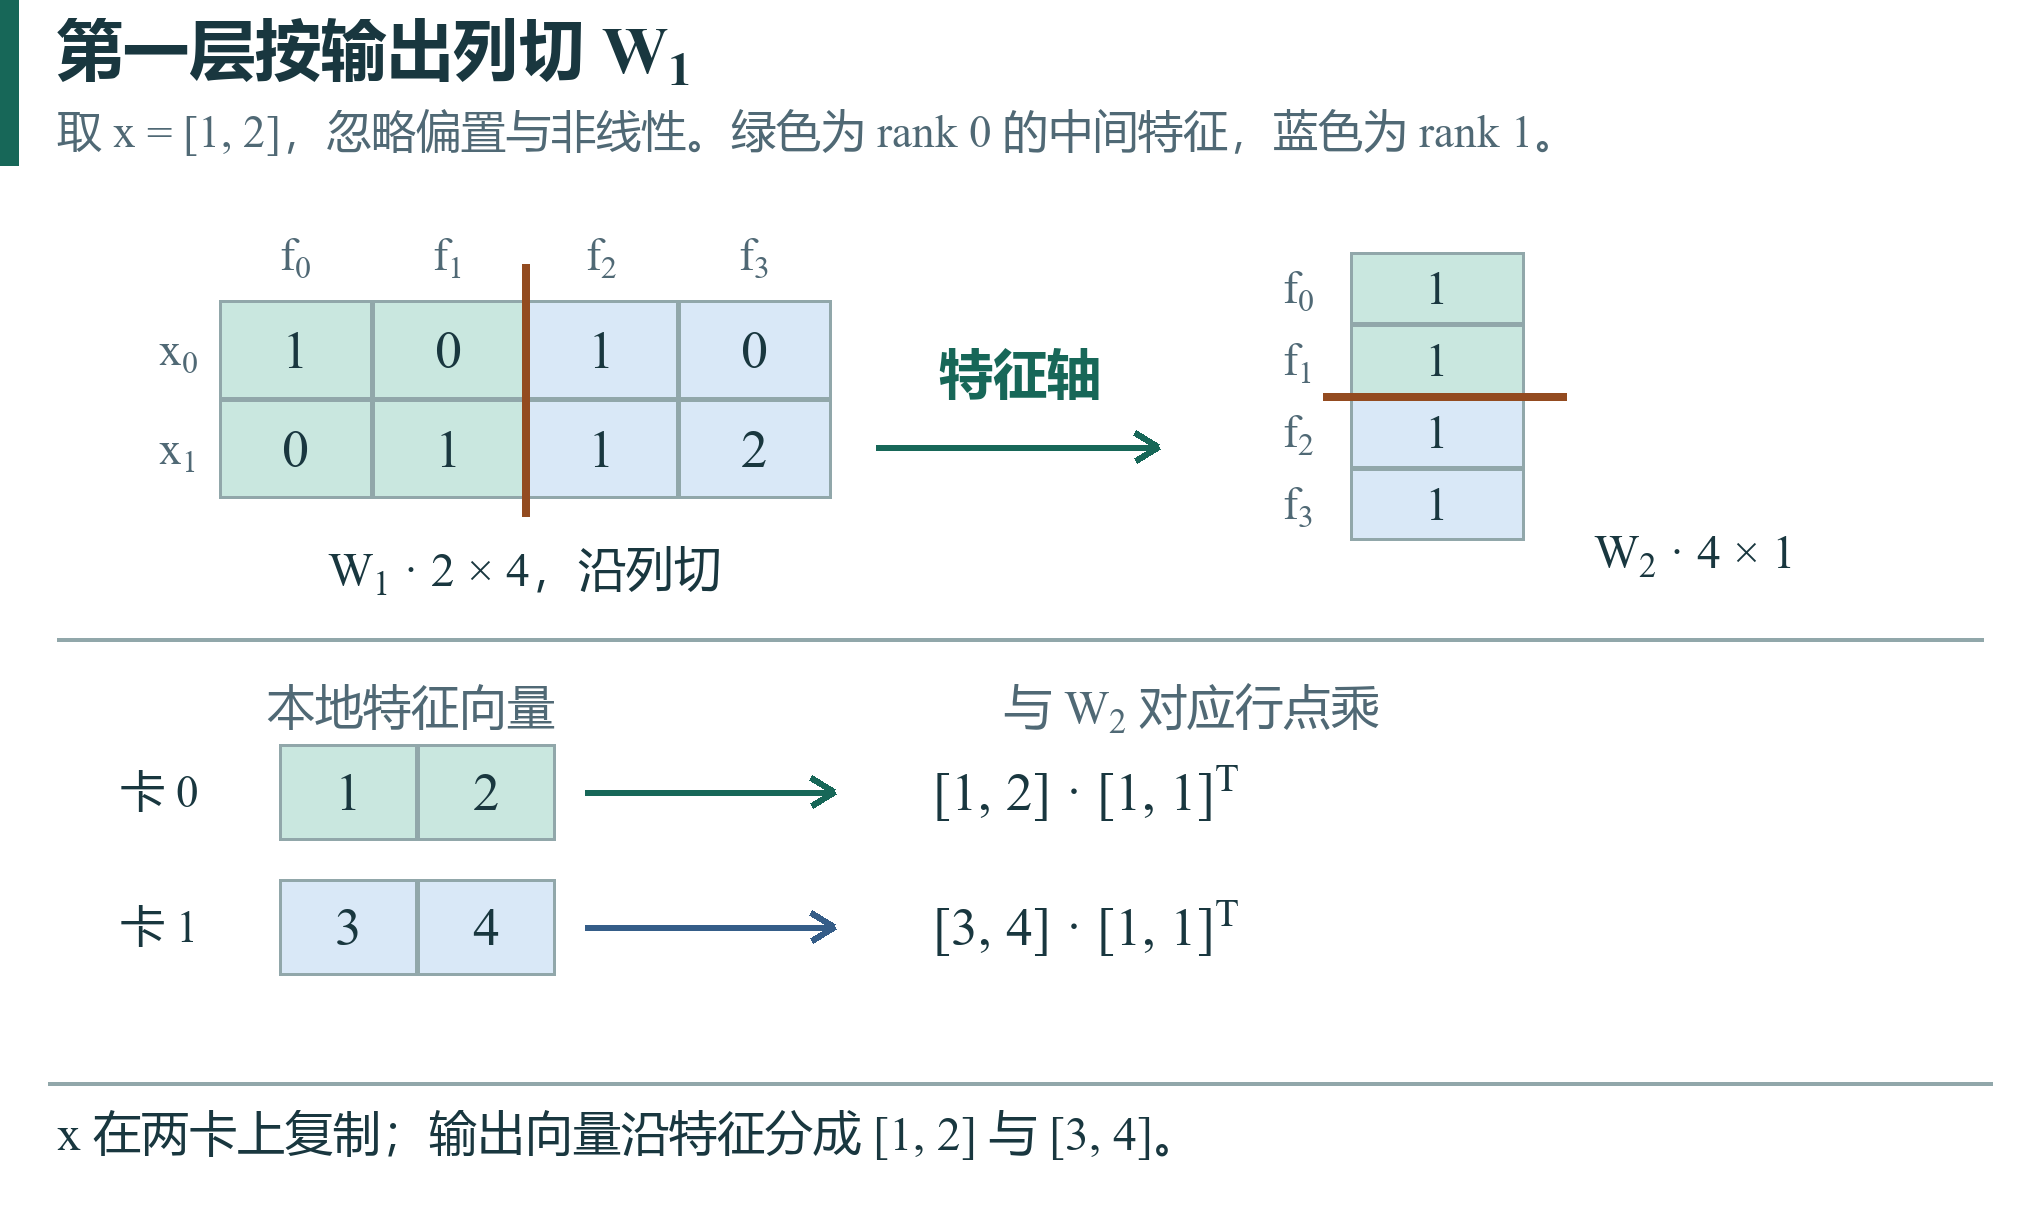 第一层按输出列切 W₁
取 x = [1, 2]，忽略偏置与非线性。绿色为 rank 0 的中间特征，蓝色为 rank 1。
f₀ f₁ f₂ f₃
x₀ 1 0 1 0
x₁ 0 1 1 2
W₁ · 2 × 4，沿列切
特征轴
f₀ 1
f₁ 1
f₂ 1
f₃ 1
W₂ · 4 × 1
本地特征向量
与 W₂ 对应行点乘
卡 0 1 2 [1, 2] · [1, 1]ᵀ
卡 1 3 4 [3, 4] · [1, 1]ᵀ
x 在两卡上复制；输出向量沿特征分成 [1, 2] 与 [3, 4]。